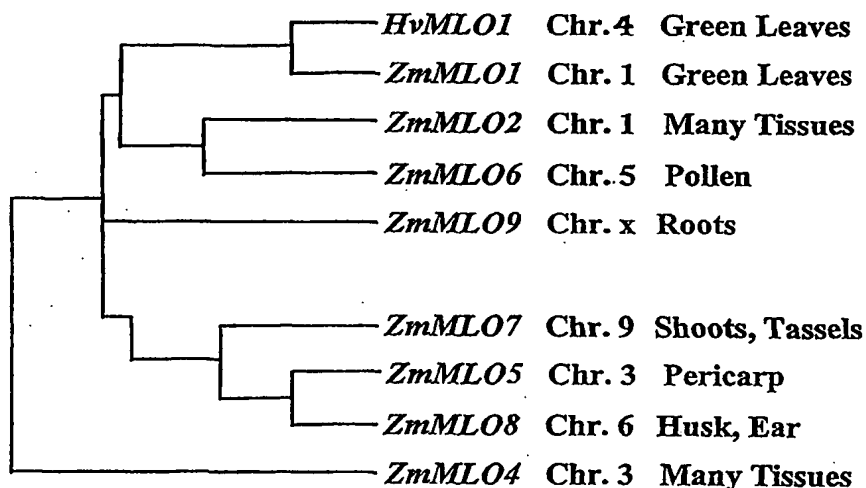 HvMLO1 Chr. 4 Green Leaves
ZmMLO1 Chr. 1 Green Leaves
ZmMLO2 Chr. 1 Many Tissues
ZmMLO6 Chr. 5 Pollen
ZmMLO9 Chr. x Roots
ZmMLO7 Chr. 9 Shoots, Tassels
ZmMLO5 Chr. 3 Pericarp
ZmMLO8 Chr. 6 Husk, Ear
ZmMLO4 Chr. 3 Many Tissues